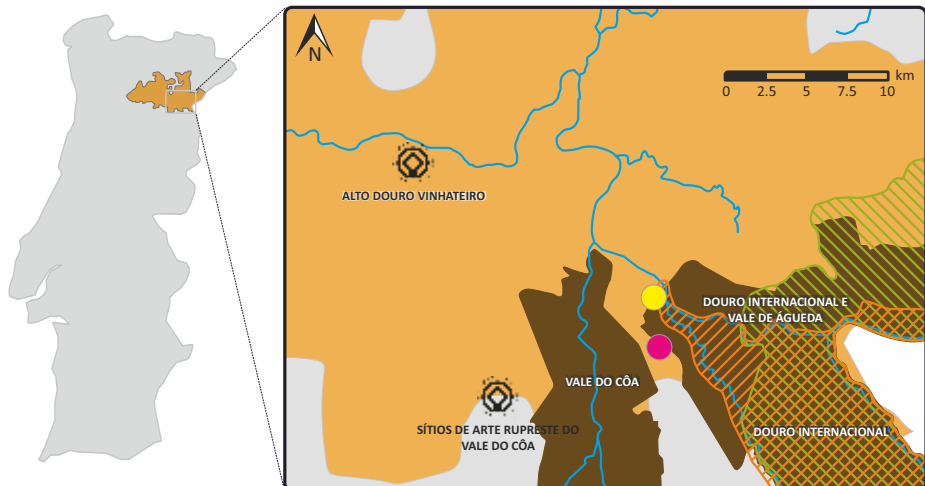 N
km
0 2.5 5 7.5 10
ALTO DOURO VINHATEIRO
DOURO INTERNACIONAL E
VALE DE ÁGUEDA
VALE DO CÔA
SÍTIOS DE ARTE RUPRESTE DO
VALE DO CÔA
DOURO INTERNACIONAL